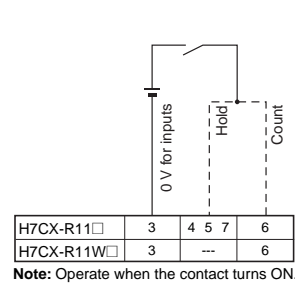 0 V for inputs
Hold
Count
H7CX-R11□ 3 4 5 7 6
H7CX-R11W□ 3 --- 6
Note: Operate when the contact turns ON.